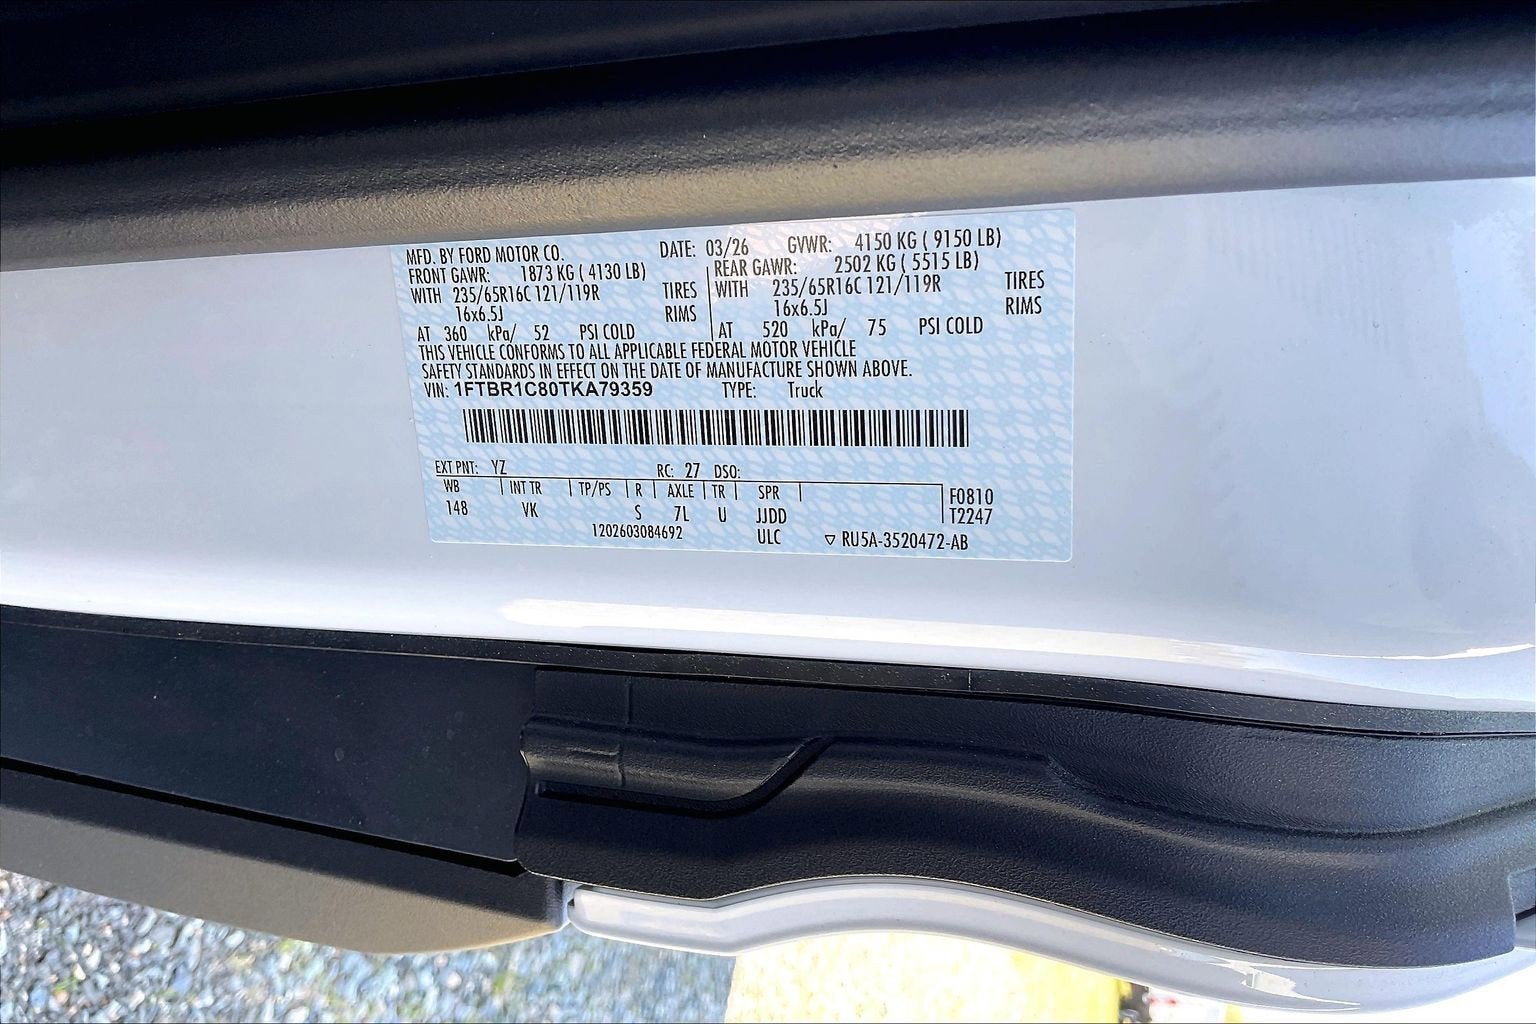 MFD. BY FORD MOTOR CO. DATE: 03/26 GVWR: 4150 KG ( 9150 LB)
FRONT GAWR: 1873 KG ( 4130 LB) REAR GAWR: 2502 KG ( 5515 LB)
WITH 235/65R16C 121/119R TIRES WITH 235/65R16C 121/119R TIRES
16x6.5J RIMS 16x6.5J RIMS
AT 360 kPa/ 52 PSI COLD AT 520 kPa/ 75 PSI COLD
THIS VEHICLE CONFORMS TO ALL APPLICABLE FEDERAL MOTOR VEHICLE
SAFETY STANDARDS IN EFFECT ON THE DATE OF MANUFACTURE SHOWN ABOVE.
VIN: 1FTBR1C80TKA79359 TYPE: Truck
EXT PNT: YZ RC: 27 DSO:
WB INT TR TP/PS R AXLE TR SPR F0810
148 VK S 7L U JJDD T2247
1202603084692 ULC ▽ RU5A-3520472-AB